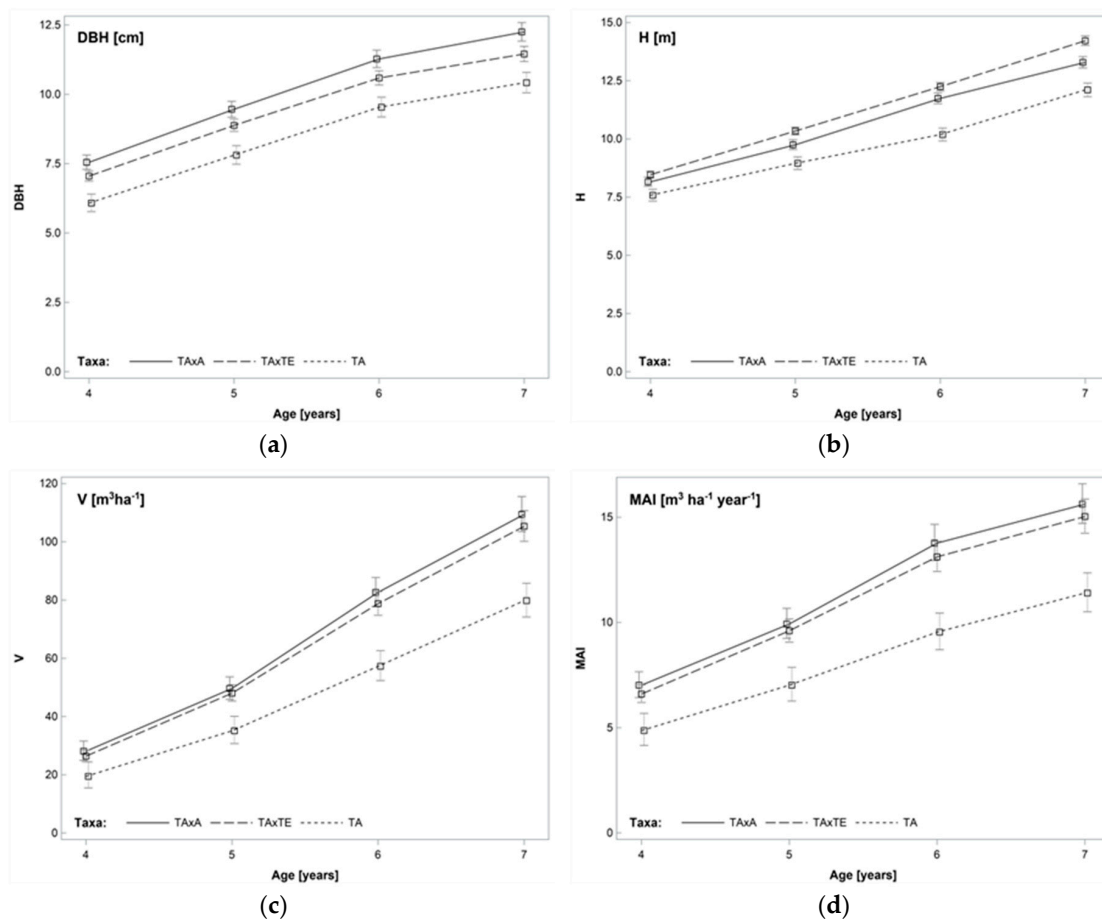 DBH [cm]
12.5
10.0
7.5
5.0
2.5
0.0
DBH
Taxa: TAxA TAxTE TA
4 5 6 7
Age [years]
(a)
H [m]
15.0
12.5
10.0
7.5
5.0
2.5
0.0
H
Taxa: TAxA TAxTE TA
4 5 6 7
Age [years]
(b)
V [m³ha⁻¹]
120
100
80
60
40
20
0
V
Taxa: TAxA TAxTE TA
4 5 6 7
Age [years]
(c)
MAI [m³ ha⁻¹ year⁻¹]
15
10
5
0
MAI
Taxa: TAxA TAxTE TA
4 5 6 7
Age [years]
(d)